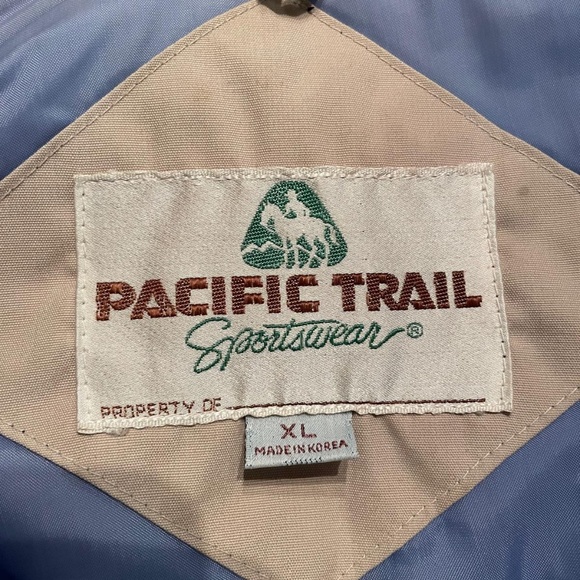 PACIFIC TRAIL
Sportswear®
PROPERTY OF
XL
MADE IN KOREA